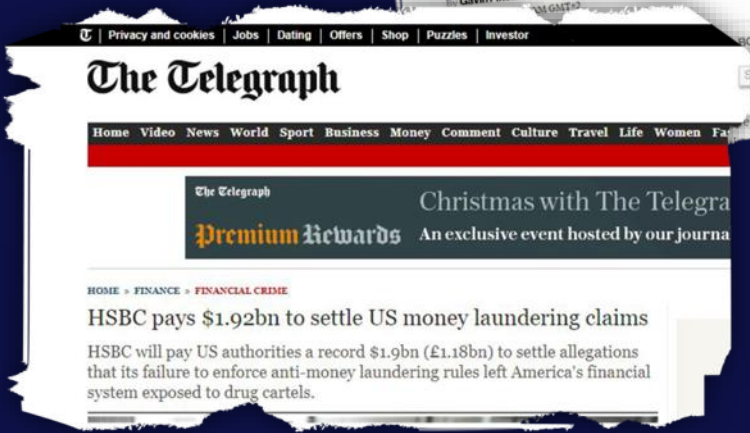 Privacy and cookies | Jobs | Dating | Offers | Shop | Puzzles | Investor
The Telegraph
Home Video News World Sport Business Money Comment Culture Travel Life Women
The Telegraph
Christmas with The
Premium Rewards An exclusive event hosted by our
HOME » FINANCE » FINANCIAL CRIME
HSBC pays $1.92bn to settle US money laundering claims
HSBC will pay US authorities a record $1.9bn (£1.18bn) to settle allegations
that its failure to enforce anti-money laundering rules left America's financial
system exposed to drug cartels.